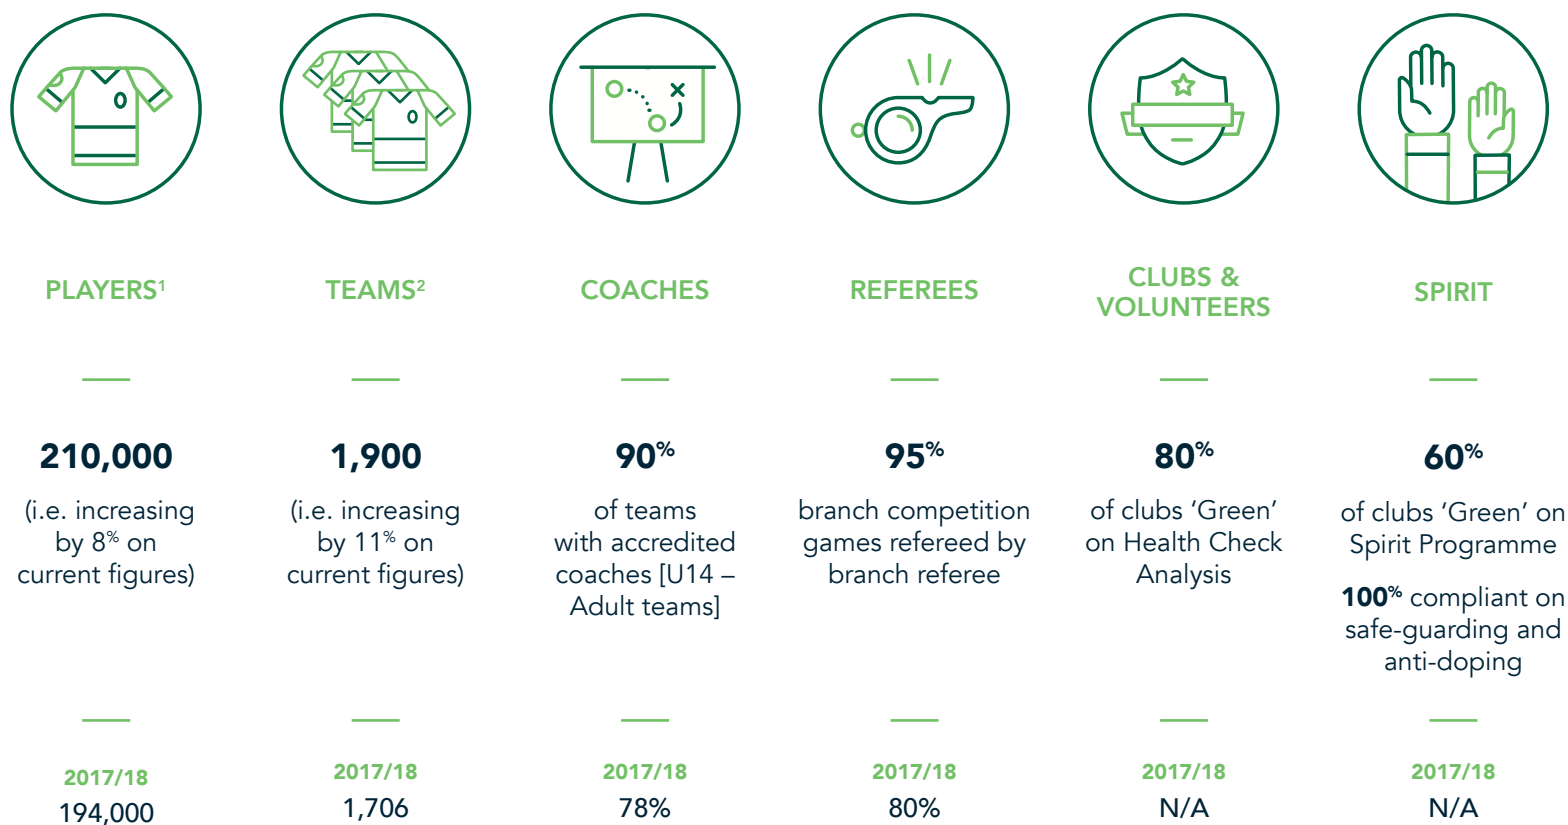 PLAYERS¹
210,000
(i.e. increasing
by 8% on
current figures)
2017/18
194,000
TEAMS²
1,900
(i.e. increasing
by 11% on
current figures)
2017/18
1,706
COACHES
90%
of teams
with accredited
coaches [U14 –
Adult teams]
2017/18
78%
REFEREES
95%
branch competition
games refereed by
branch referee
2017/18
80%
CLUBS &
VOLUNTEERS
80%
of clubs ‘Green’
on Health Check
Analysis
2017/18
N/A
SPIRIT
60%
of clubs ‘Green’ on
Spirit Programme
100% compliant on
safe-guarding and
anti-doping
2017/18
N/A